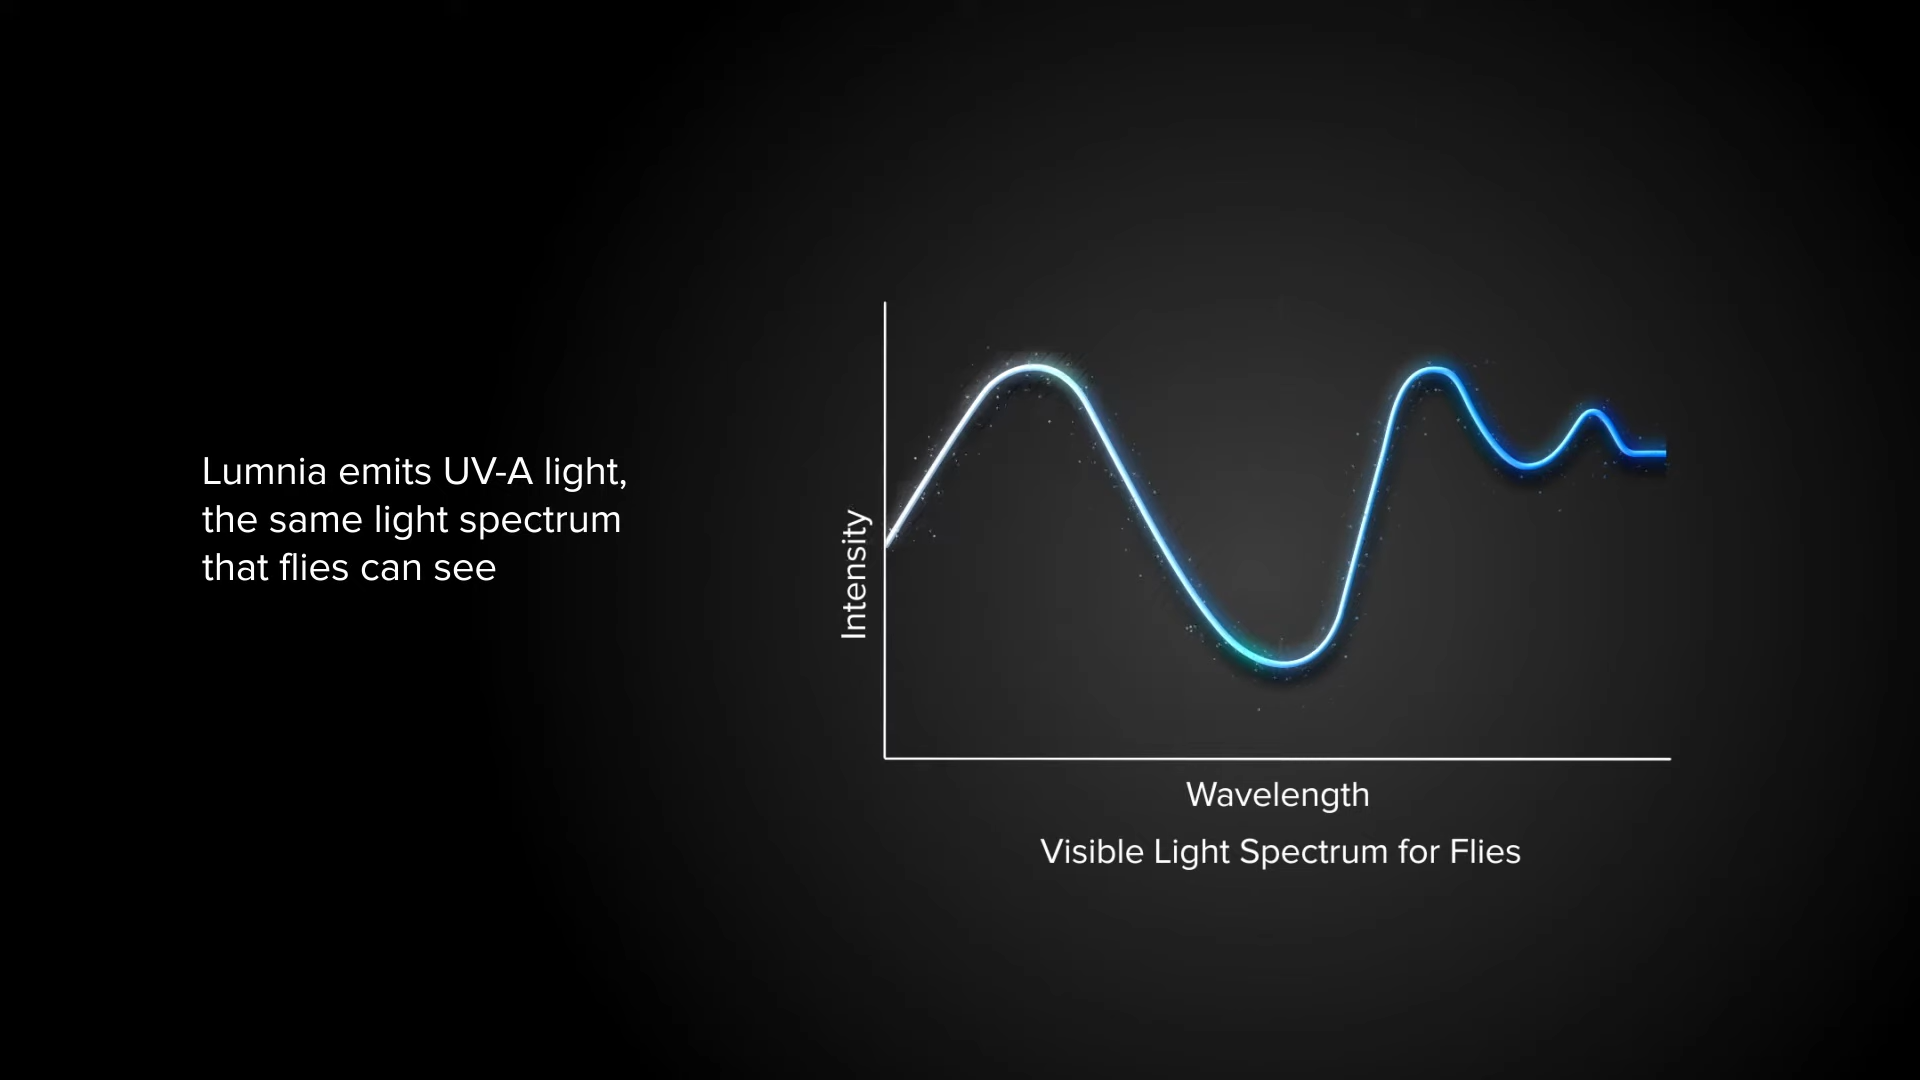 Lumnia emits UV-A light,
the same light spectrum
that flies can see
Intensity
Wavelength
Visible Light Spectrum for Flies